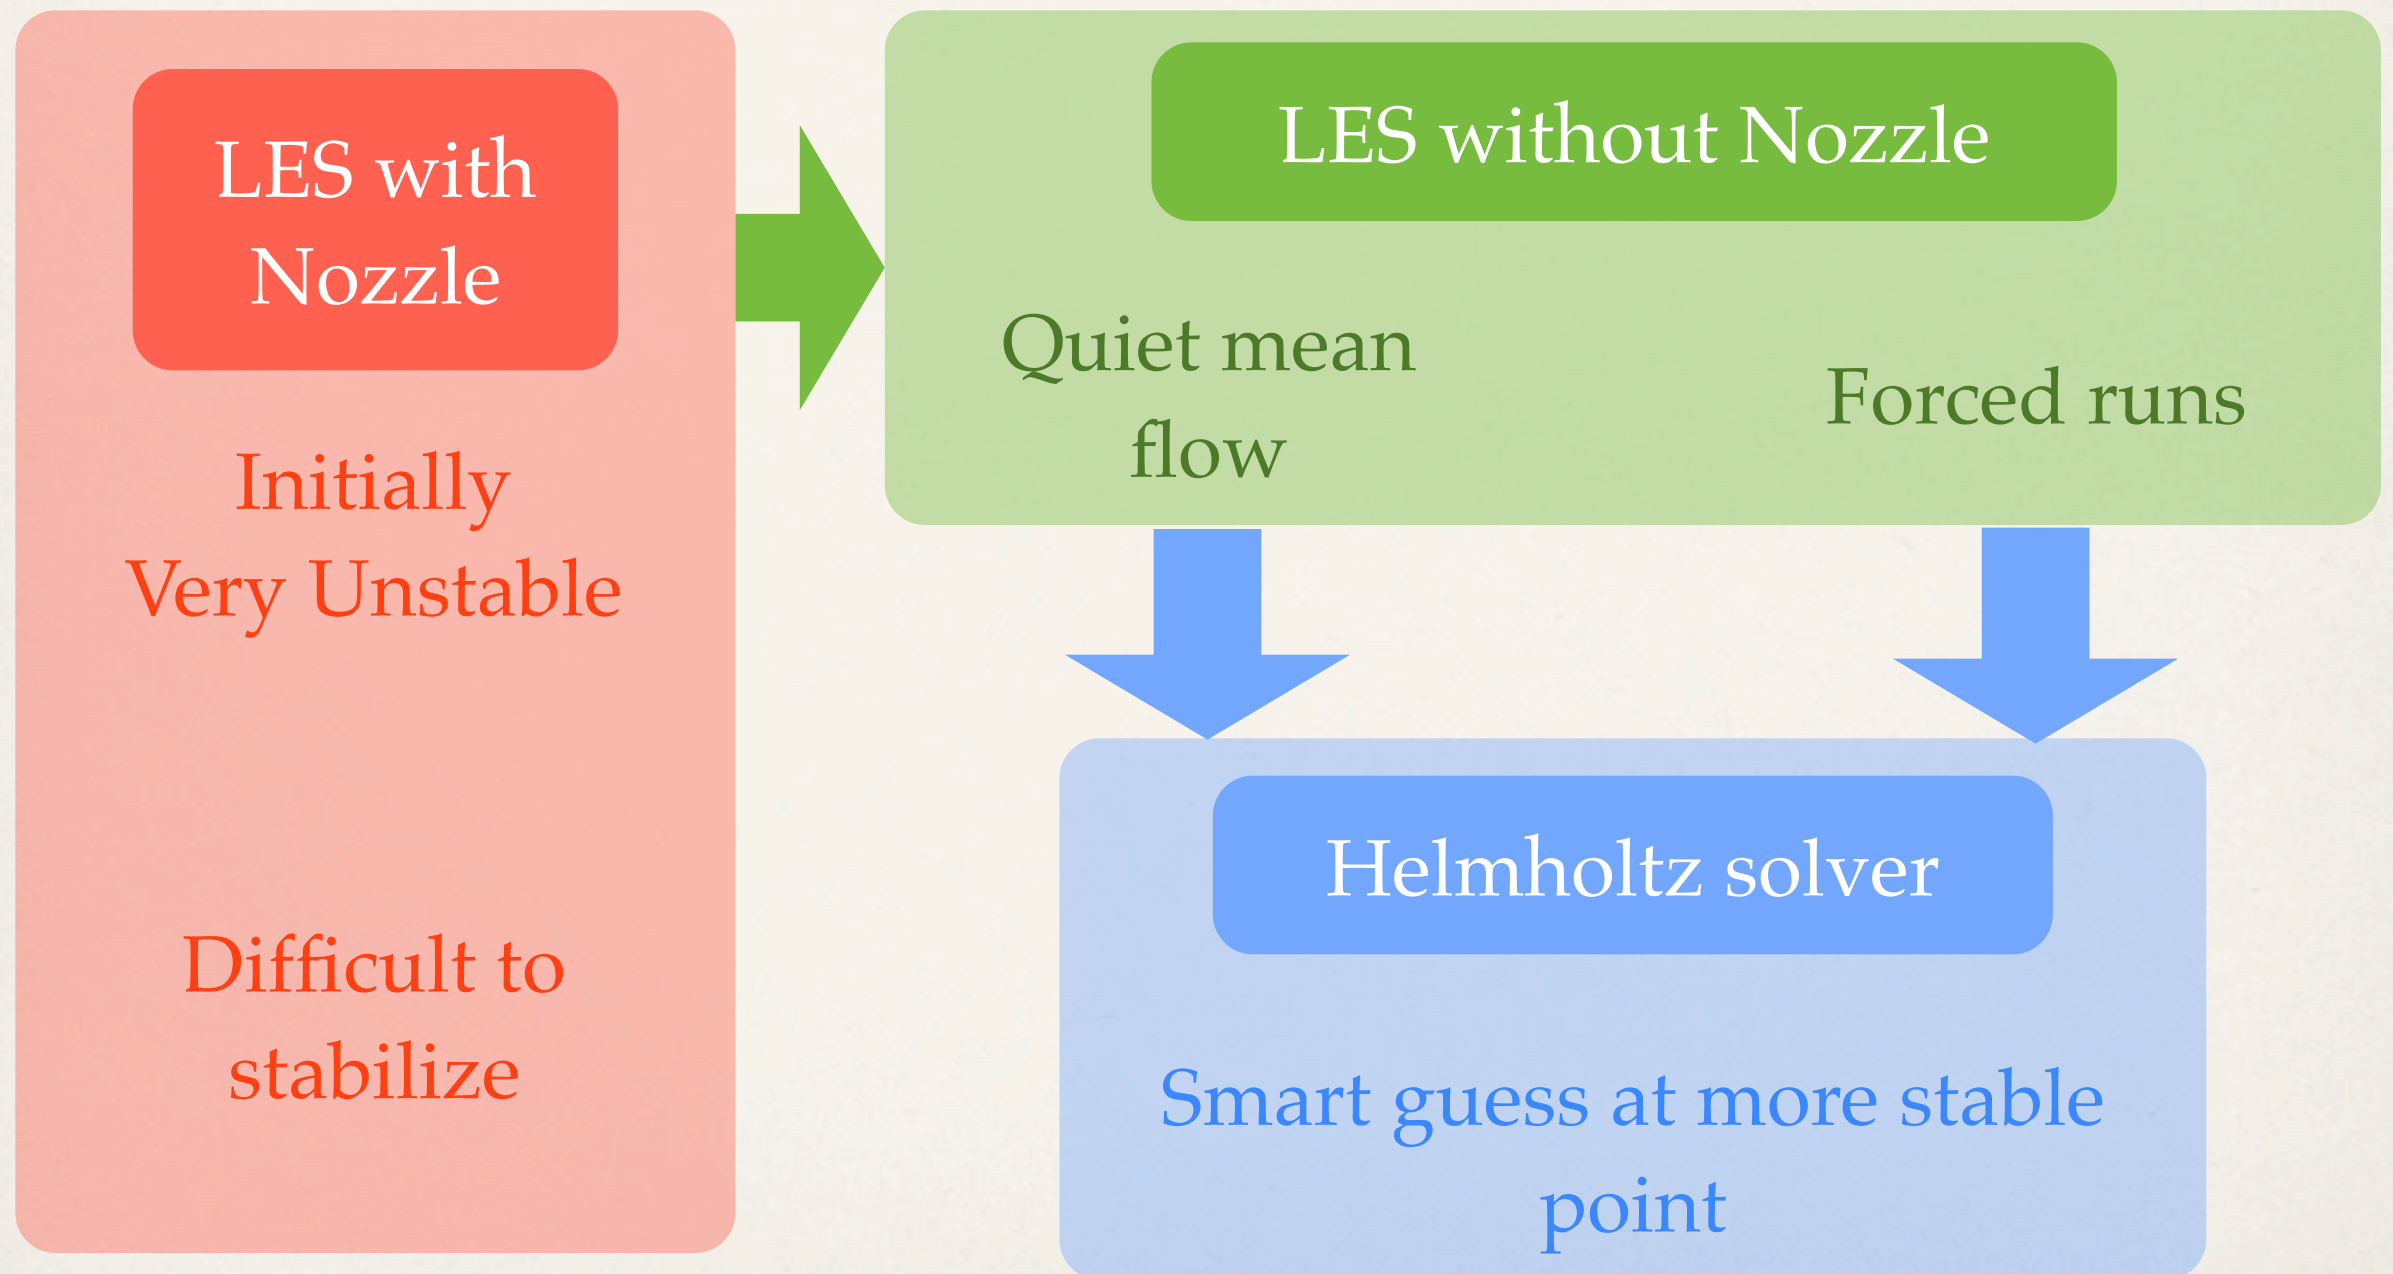 LES with
Nozzle
Initially
Very Unstable
Difficult to
stabilize
LES without Nozzle
Quiet mean
flow
Forced runs
Helmholtz solver
Smart guess at more stable
point